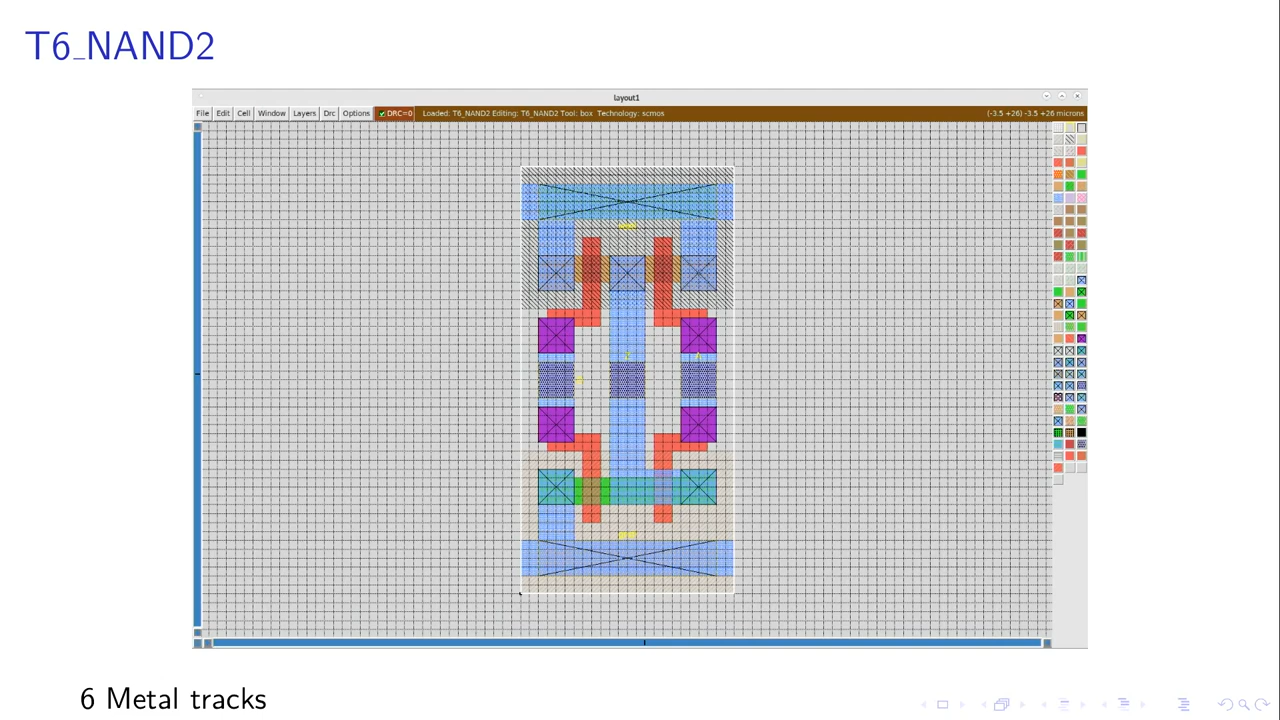 T6_NAND2
layout1
File Edit Cell Window Layers Drc Options DRC=0 Loaded: T6_NAND2 Editing: T6_NAND2 Tool: box Technology: scmos (-3.5 +26) -3.5 +26 microns
6 Metal tracks